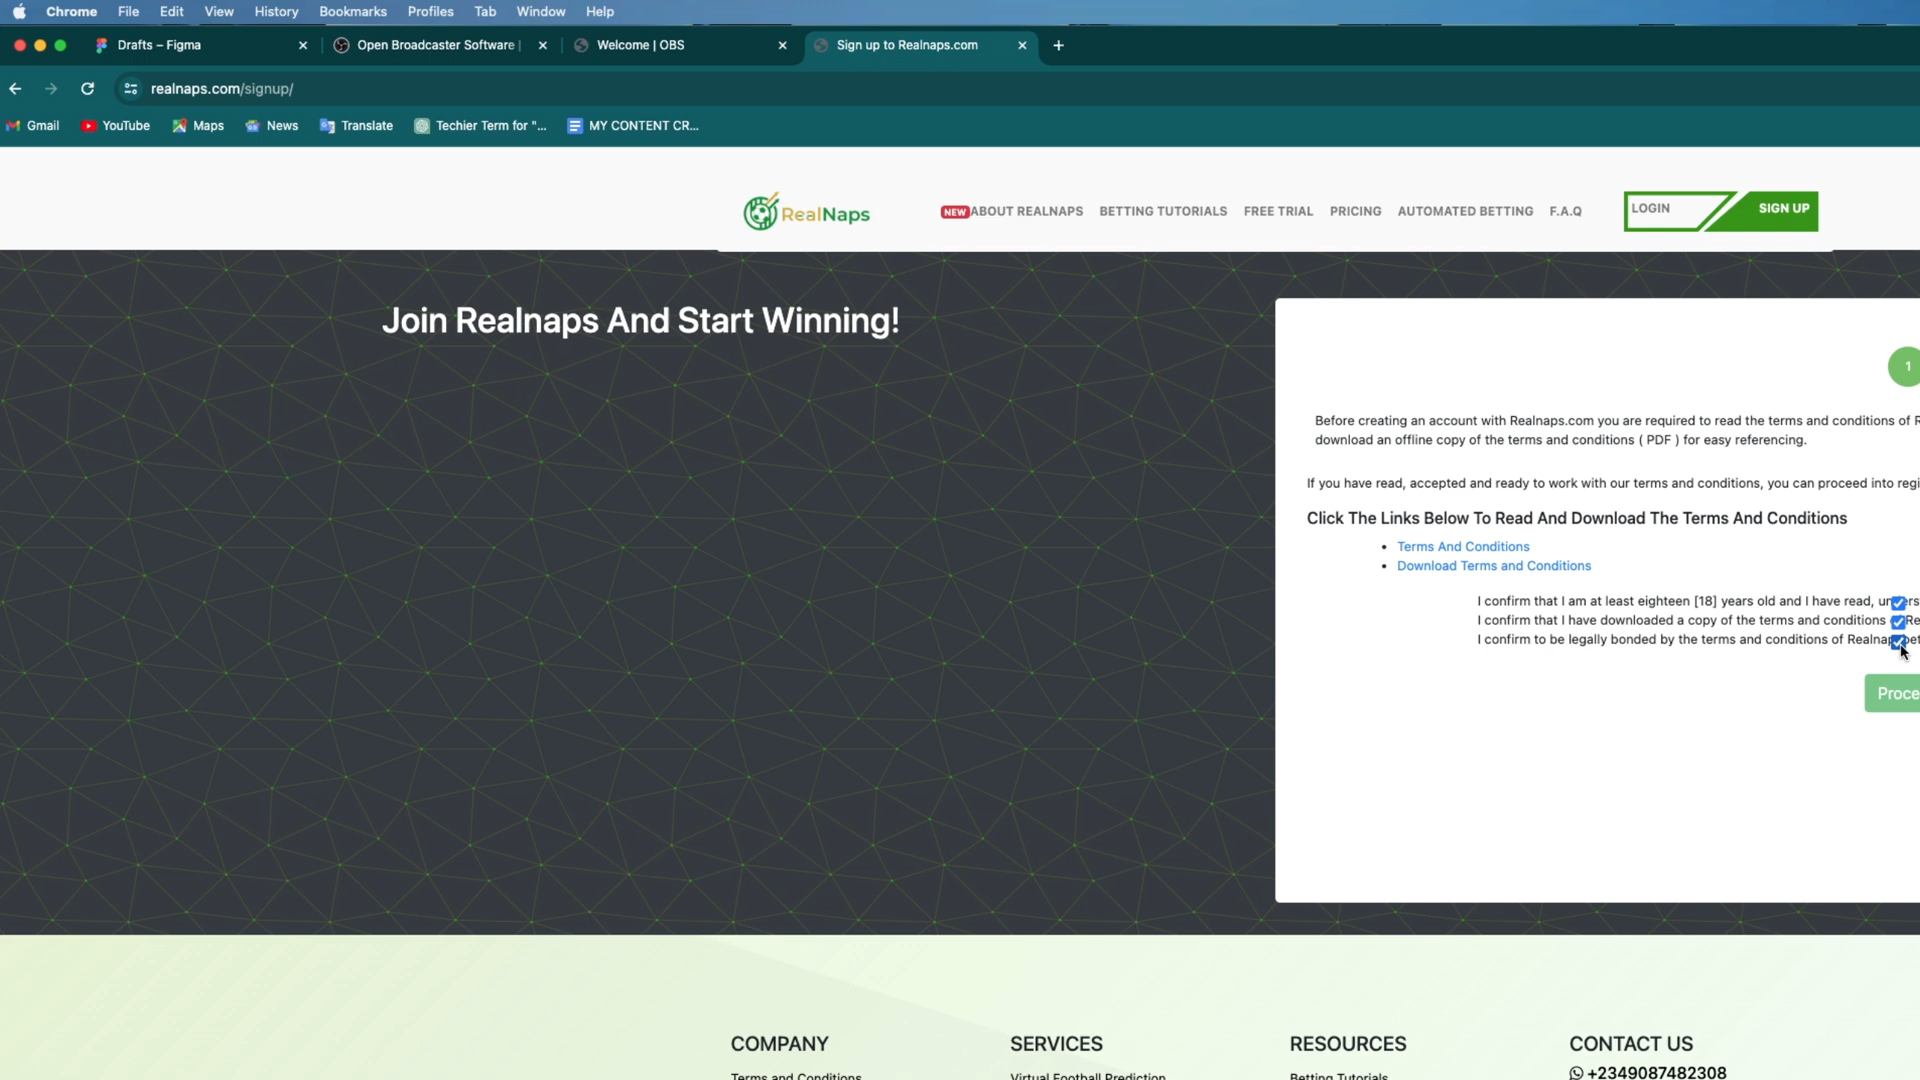 Chrome File Edit View History Bookmarks Profiles Tab Window Help
Drafts – Figma Open Broadcaster Software | Welcome | OBS Sign up to Realnaps.com
realnaps.com/signup/
Gmail YouTube Maps News Translate Techier Term for "... MY CONTENT CR...
RealNaps NEW ABOUT REALNAPS BETTING TUTORIALS FREE TRIAL PRICING AUTOMATED BETTING F.A.Q LOGIN SIGN UP
Join Realnaps And Start Winning!
1
Before creating an account with Realnaps.com you are required to read the terms and conditions of R
download an offline copy of the terms and conditions ( PDF ) for easy referencing.
If you have read, accepted and ready to work with our terms and conditions, you can proceed into regi
Click The Links Below To Read And Download The Terms And Conditions
• Terms And Conditions
• Download Terms and Conditions
I confirm that I am at least eighteen [18] years old and I have read,
I confirm that I have downloaded a copy of the terms and conditions
I confirm to be legally bonded by the terms and conditions of
Proce
COMPANY SERVICES RESOURCES CONTACT US
Terms and Conditions Virtual Football Prediction Betting Tutorials +2349087482308